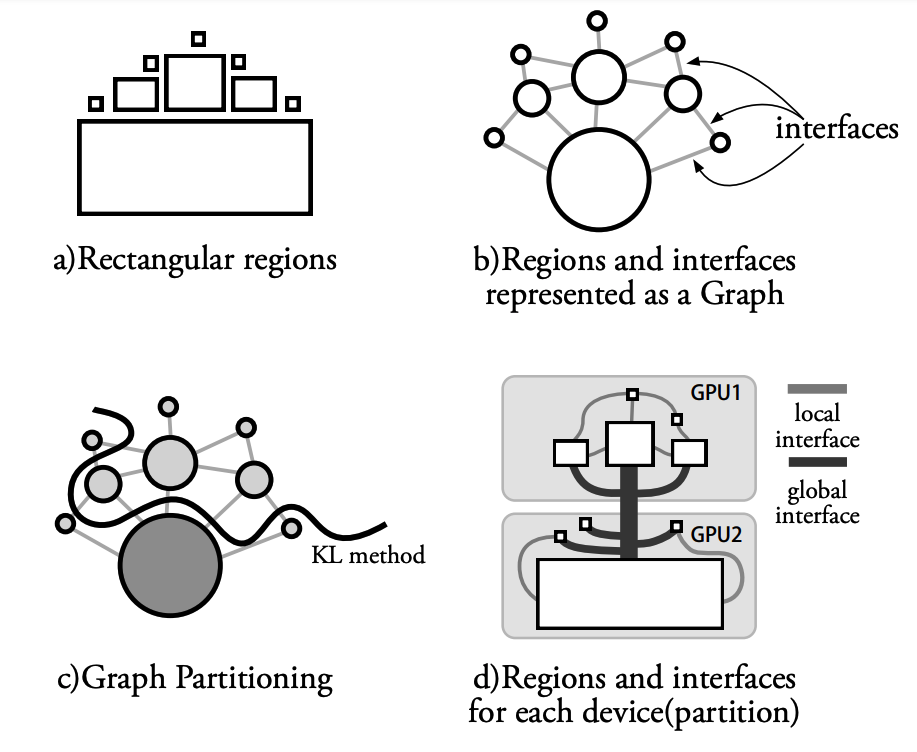 interfaces
a)Rectangular regions
b)Regions and interfaces
represented as a Graph
KL method
c)Graph Partitioning
GPU1
local
interface
global
interface
GPU2
d)Regions and interfaces
for each device(partition)